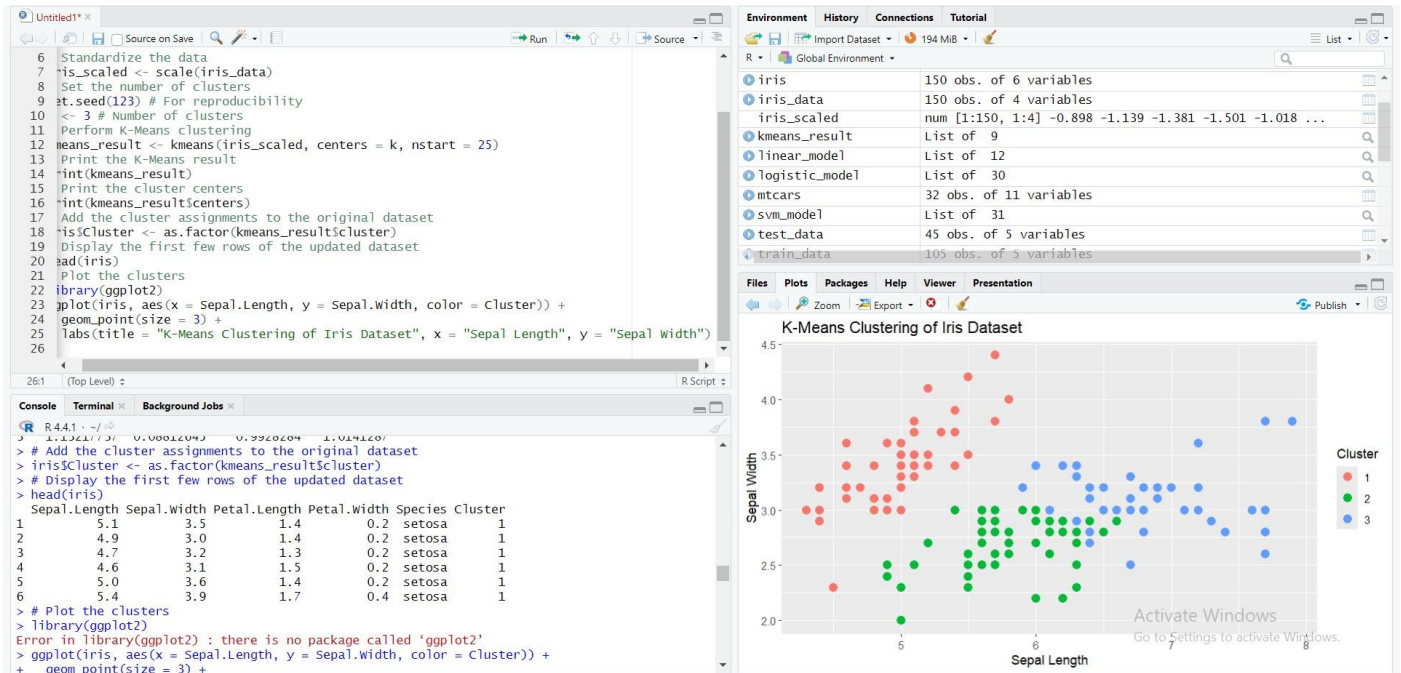 Untitled1*
Source on Save
Run
Source
6 Standardize the data
7 ris_scaled <- scale(iris_data)
8 Set the number of clusters
9 et.seed(123) # For reproducibility
10 <- 3 # Number of clusters
11 Perform K-Means clustering
12 means_result <- kmeans(iris_scaled, centers = k, nstart = 25)
13 Print the K-Means result
14 rint(kmeans_result)
15 Print the cluster centers
16 rint(kmeans_result$centers)
17 Add the cluster assignments to the original dataset
18 ris$Cluster <- as.factor(kmeans_result$cluster)
19 Display the first few rows of the updated dataset
20 ead(iris)
21 Plot the clusters
22 ibrary(ggplot2)
23 gplot(iris, aes(x = Sepal.Length, y = Sepal.Width, color = Cluster)) +
24 geom_point(size = 3) +
25 labs(title = "K-Means Clustering of Iris Dataset", x = "Sepal Length", y = "Sepal Width")
26
26:1 (Top Level) R Script
Console Terminal Background Jobs
R 4.4.1 · ~/
3 1.1321737 0.08812645 0.9928284 1.0141287
> # Add the cluster assignments to the original dataset
> iris$Cluster <- as.factor(kmeans_result$cluster)
> # Display the first few rows of the updated dataset
> head(iris)
Sepal.Length Sepal.Width Petal.Length Petal.Width Species Cluster
1 5.1 3.5 1.4 0.2 setosa 1
2 4.9 3.0 1.4 0.2 setosa 1
3 4.7 3.2 1.3 0.2 setosa 1
4 4.6 3.1 1.5 0.2 setosa 1
5 5.0 3.6 1.4 0.2 setosa 1
6 5.4 3.9 1.7 0.4 setosa 1
> # Plot the clusters
> library(ggplot2)
Error in library(ggplot2) : there is no package called ‘ggplot2’
> ggplot(iris, aes(x = Sepal.Length, y = Sepal.Width, color = Cluster)) +
+ geom_point(size = 3) +
Environment History Connections Tutorial
Import Dataset 194 MiB List
R Global Environment
iris 150 obs. of 6 variables
iris_data 150 obs. of 4 variables
iris_scaled num [1:150, 1:4] -0.898 -1.139 -1.381 -1.501 -1.018 ...
kmeans_result List of 9
linear_model List of 12
logistic_model List of 30
mtcars 32 obs. of 11 variables
svm_model List of 31
test_data 45 obs. of 5 variables
train_data 105 obs. of 5 variables
Files Plots Packages Help Viewer Presentation
Zoom Export Publish
K-Means Clustering of Iris Dataset
4.5
4.0
3.5
3.0
2.5
2.0
Sepal Width
5 6 7 8
Sepal Length
Cluster
1
2
3
Activate Windows
Go to Settings to activate Windows.